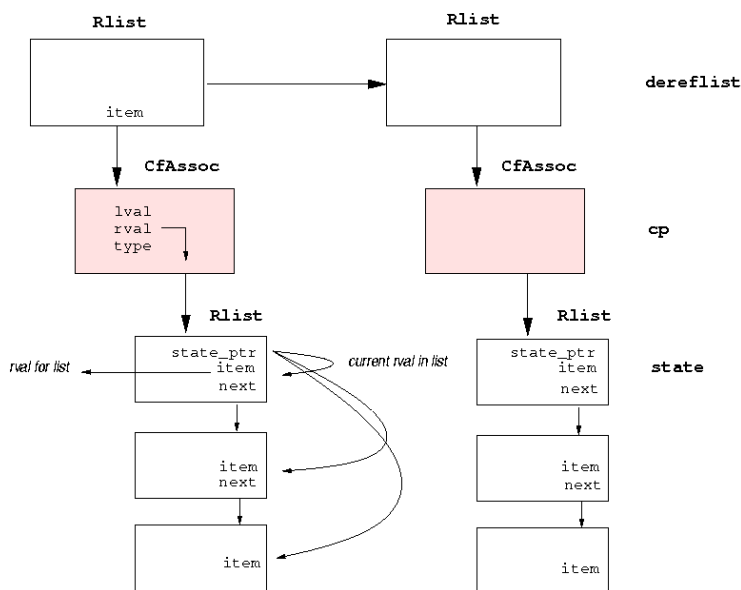 Rlist
Rlist
item
dereflist
CfAssoc
CfAssoc
lval
rval
type
cp
Rlist
Rlist
state_ptr
item
next
rval for list
current rval in list
state_ptr
item
next
state
item
next
item
next
item
item